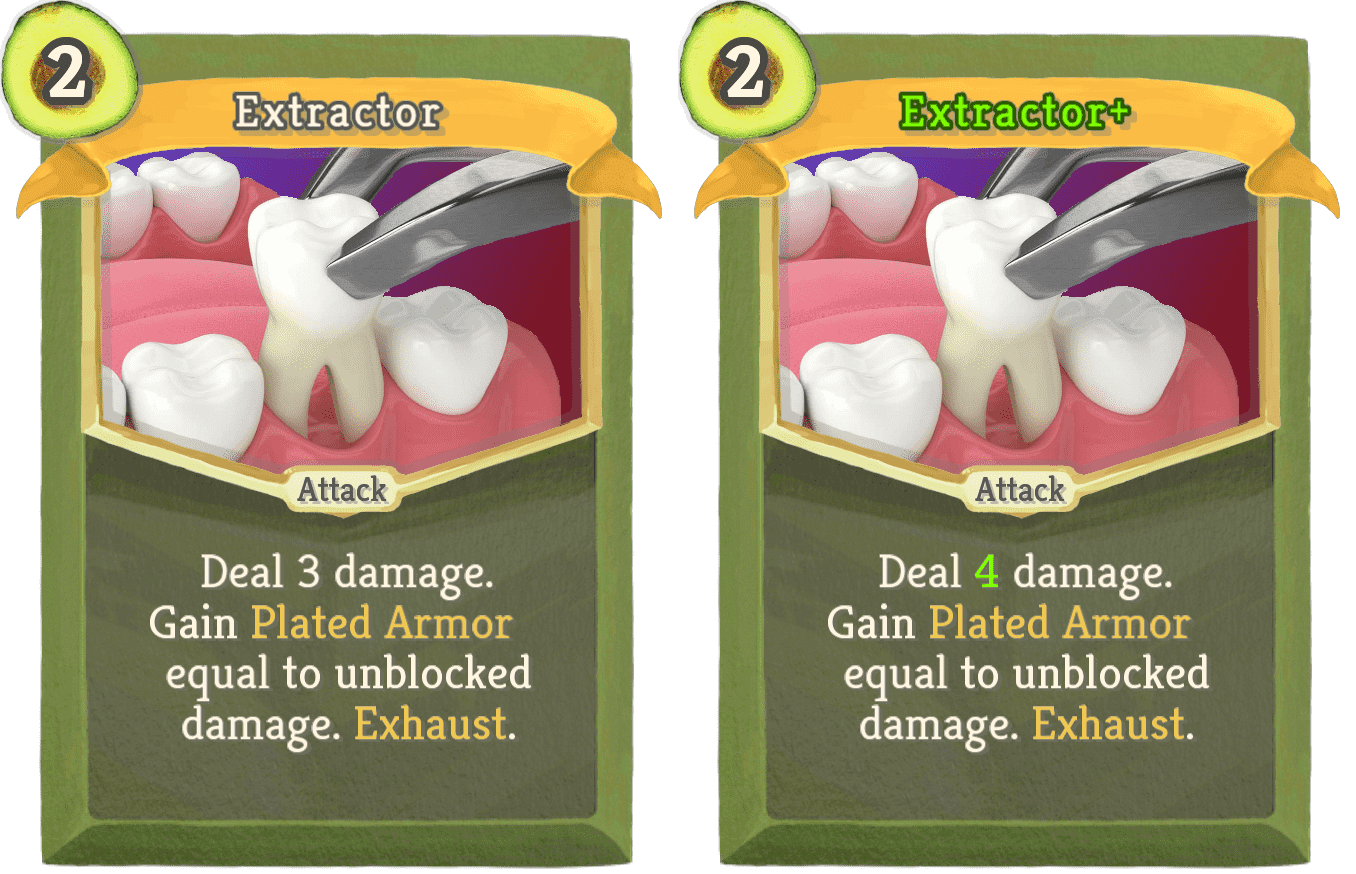 2
Extractor
Attack
Deal 3 damage.
Gain Plated Armor
equal to unblocked
damage. Exhaust.
2
Extractor+
Attack
Deal 4 damage.
Gain Plated Armor
equal to unblocked
damage. Exhaust.